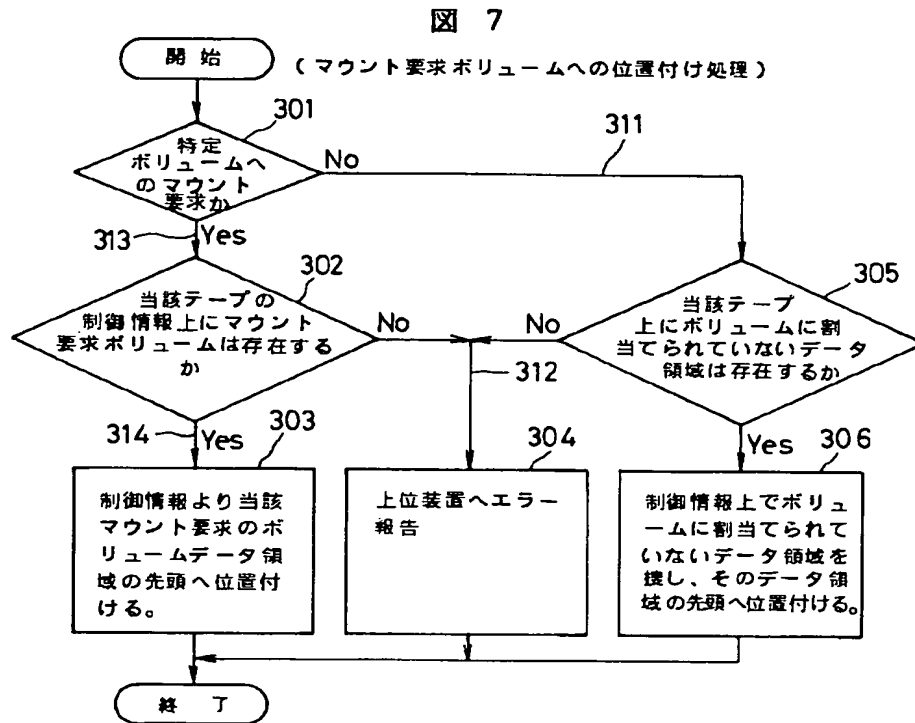 図 7
開始
(マウント要求ボリュームへの位置付け処理)
301
特定
ボリュームへ
のマウント
要求か
No
311
313
Yes
302
当該テープの
制御情報上にマウント
要求ボリュームは存在する
か
No
305
当該テープ
上にボリュームに割
当てられていないデータ
領域は存在するか
No
312
314
Yes
303
制御情報より当該
マウント要求のボ
リュームデータ領
域の先頭へ位置付
ける。
304
上位装置へエラー
報告
Yes
306
制御情報上でボリュ
ームに割当てられて
いないデータ領域を
捜し、そのデータ領
域の先頭へ位置付ける。
終了